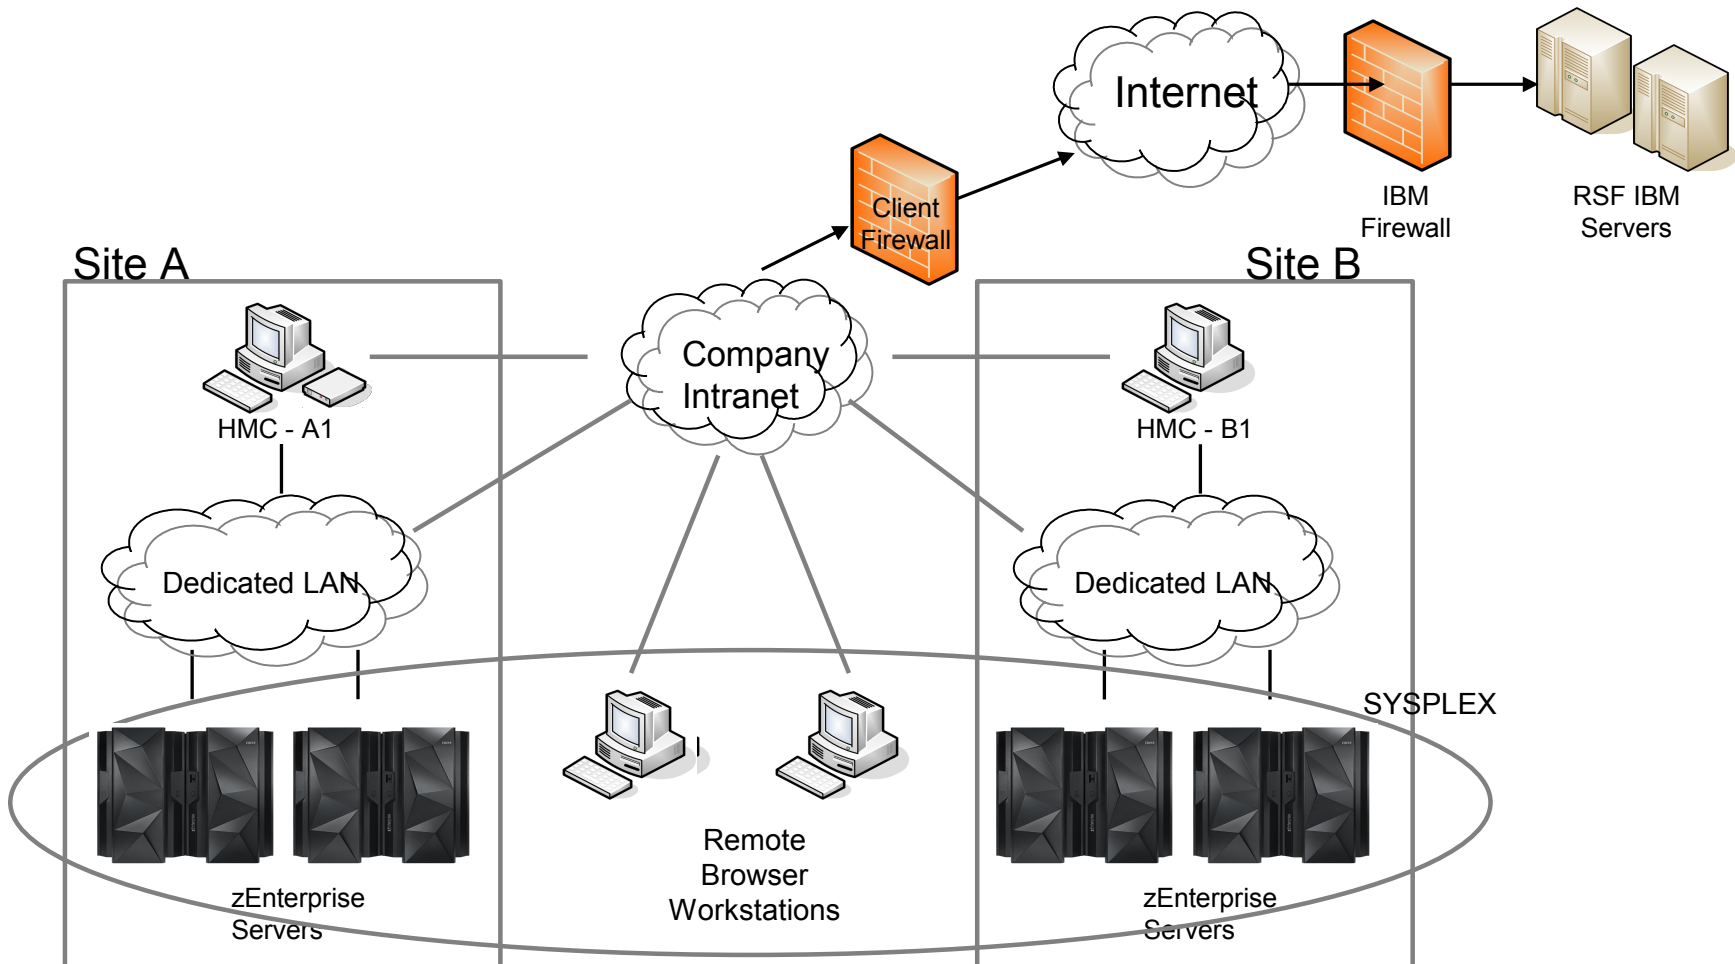 Internet
Client
Firewall
IBM
Firewall
RSF IBM
Servers
Site A
Site B
Company
Intranet
HMC - A1
HMC - B1
Dedicated LAN
Dedicated LAN
SYSPLEX
Remote
Browser
Workstations
zEnterprise
Servers
zEnterprise
Servers